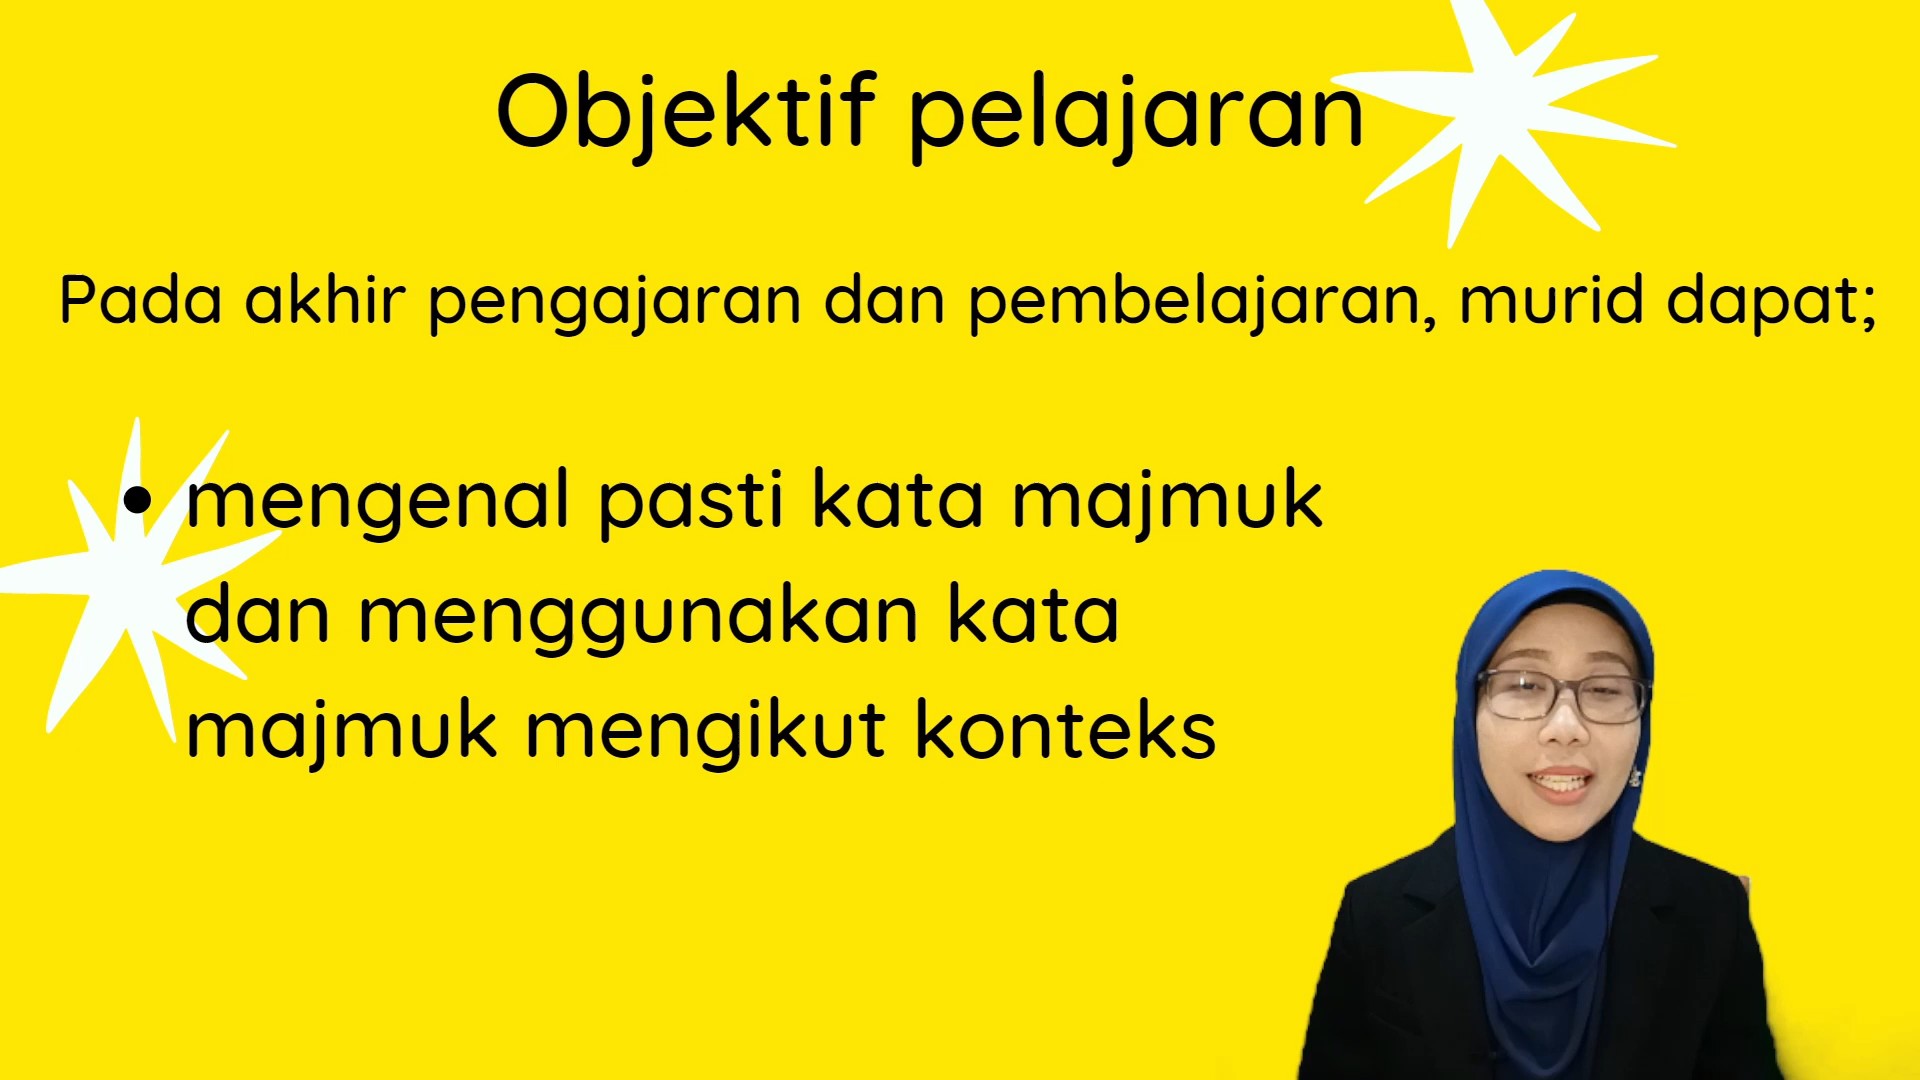 Objektif pelajaran
Pada akhir pengajaran dan pembelajaran, murid dapat;
• mengenal pasti kata majmuk
dan menggunakan kata
majmuk mengikut konteks